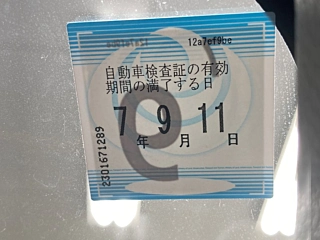 12a7ef9be
自動車検査証の有効
期間の満了する日
7 9 11
年 月 日
2301671289